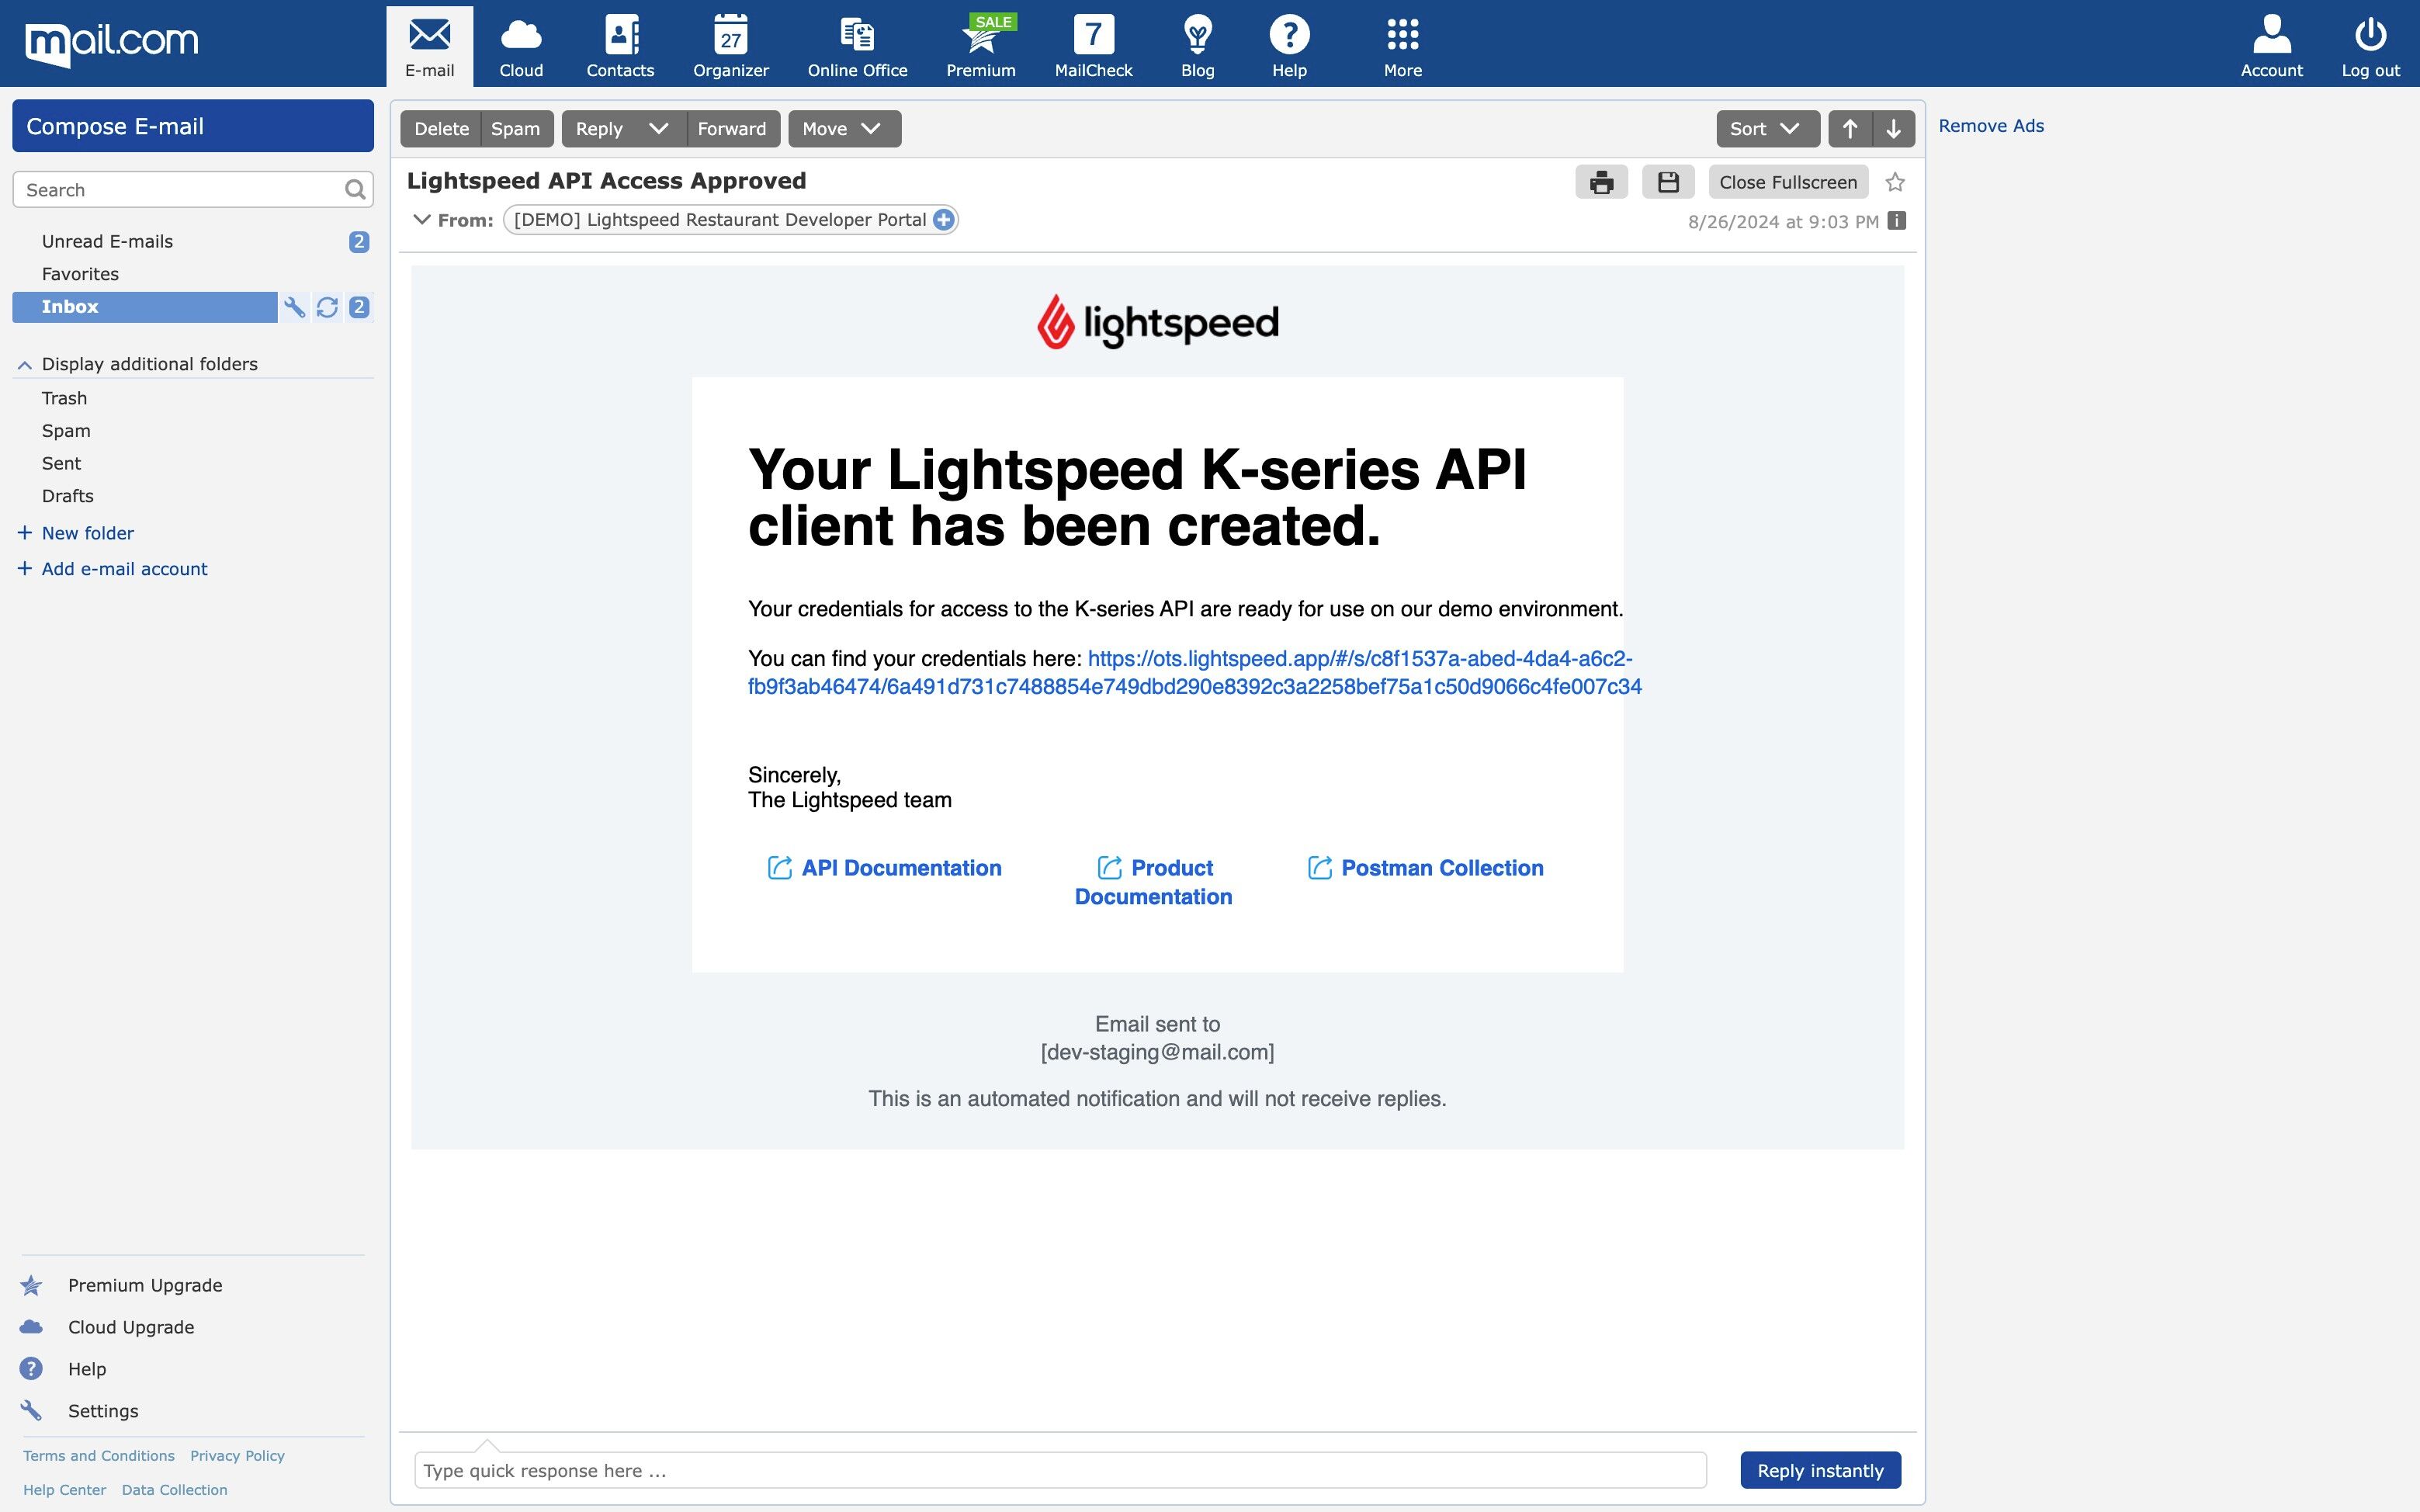 mail.com
E-mail
Cloud
Contacts
27
Organizer
Online Office
SALE
Premium
7
MailCheck
Blog
?
Help
More
Account
Log out
Compose E-mail
Search
Unread E-mails 2
Favorites
Inbox 2
Display additional folders
Trash
Spam
Sent
Drafts
+ New folder
+ Add e-mail account
Premium Upgrade
Cloud Upgrade
? Help
Settings
Terms and Conditions Privacy Policy
Help Center Data Collection
Delete Spam Reply Forward Move Sort
Remove Ads
Lightspeed API Access Approved
Close Fullscreen
From: [DEMO] Lightspeed Restaurant Developer Portal
8/26/2024 at 9:03 PM i
lightspeed
Your Lightspeed K-series API
client has been created.
Your credentials for access to the K-series API are ready for use on our demo environment.
You can find your credentials here: https://ots.lightspeed.app/#/s/c8f1537a-abed-4da4-a6c2-
fb9f3ab46474/6a491d731c7488854e749dbd290e8392c3a2258bef75a1c50d9066c4fe007c34
Sincerely,
The Lightspeed team
API Documentation
Product
Documentation
Postman Collection
Email sent to
[dev-staging@mail.com]
This is an automated notification and will not receive replies.
Type quick response here ...
Reply instantly